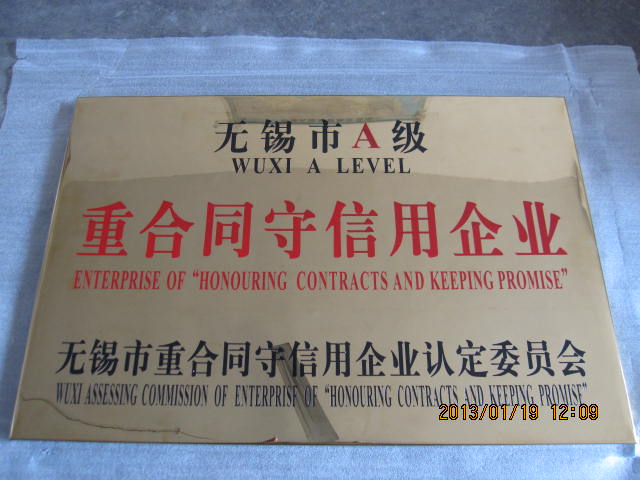 无锡市A级
WUXI A LEVEL
重合同守信用企业
ENTERPRISE OF "HONOURING CONTRACTS AND KEEPING PROMISE"
无锡市重合同守信用企业认定委员会
WUXI ASSESSING COMMISSION OF ENTERPRISE OF "HONOURING CONTRACTS AND KEEPING PROMISE"
2013/01/19 12:09